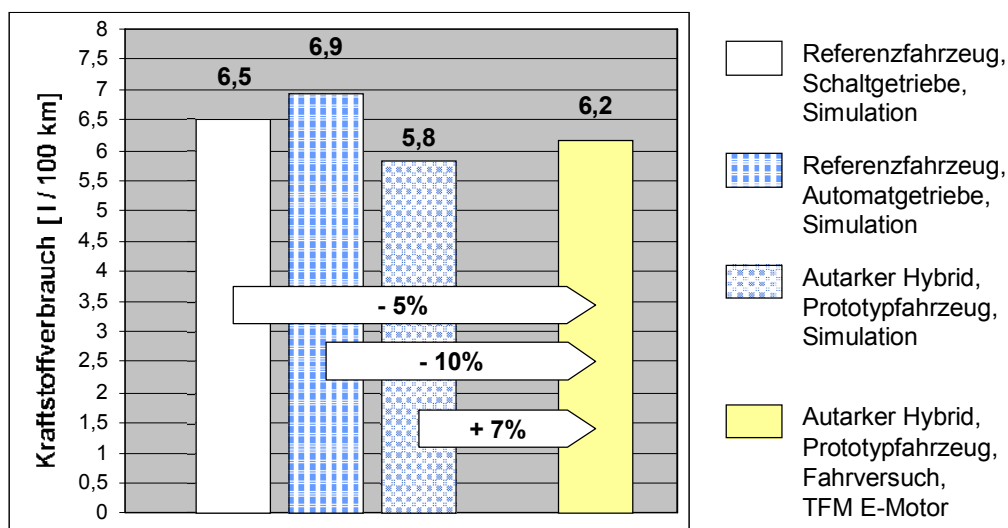 Kraftstoffverbrauch [ l / 100 km]
8
7,5
7
6,5
6
5,5
5
4,5
4
3,5
3
2,5
2
1,5
1
0,5
0
6,5
6,9
5,8
6,2
- 5%
- 10%
+ 7%
Referenzfahrzeug,
Schaltgetriebe,
Simulation
Referenzfahrzeug,
Automatgetriebe,
Simulation
Autarker Hybrid,
Prototypfahrzeug,
Simulation
Autarker Hybrid,
Prototypfahrzeug,
Fahrversuch,
TFM E-Motor